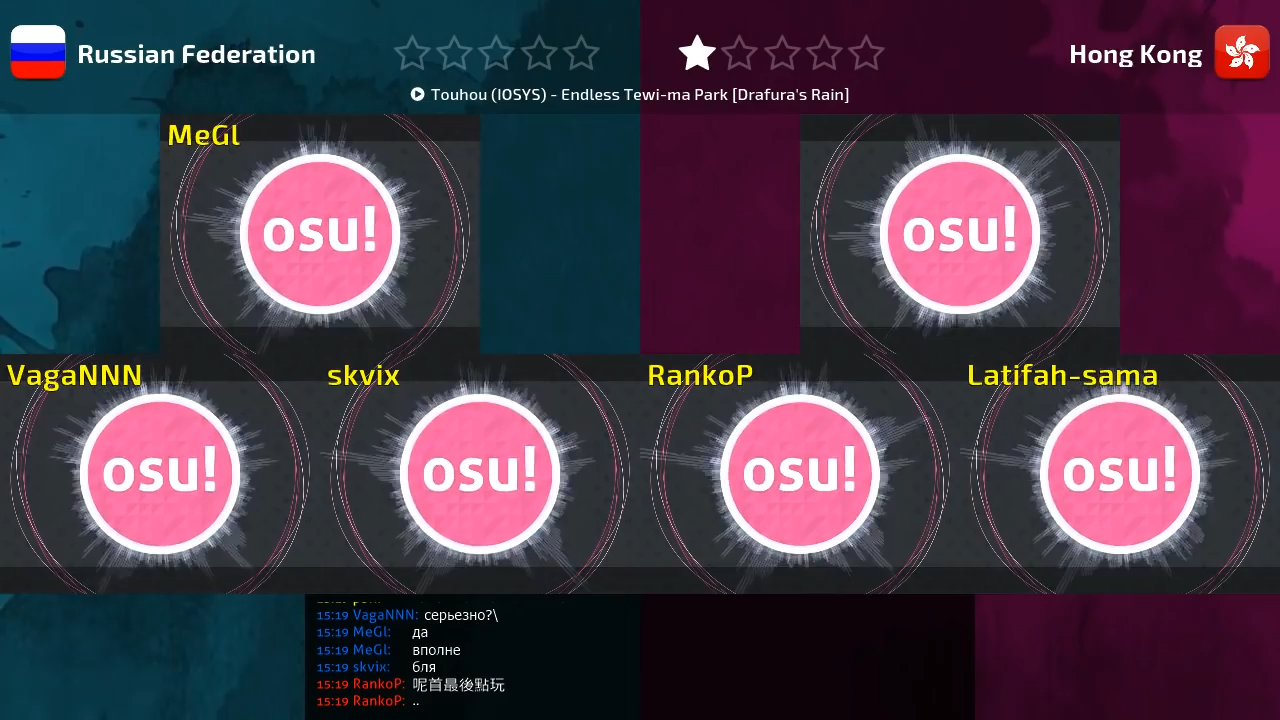 Russian Federation
Hong Kong
Touhou (IOSYS) - Endless Tewi-ma Park [Drafura's Rain]
MeGl
osu!
osu!
VagaNNN
skvix
RankoP
Latifah-sama
osu!
osu!
osu!
osu!
15:19 VagaNNN: серьезно?\
15:19 MeGl: да
15:19 MeGl: вполне
15:19 skvix: бля
15:19 RankoP: 呢首最後點玩
15:19 RankoP: ..